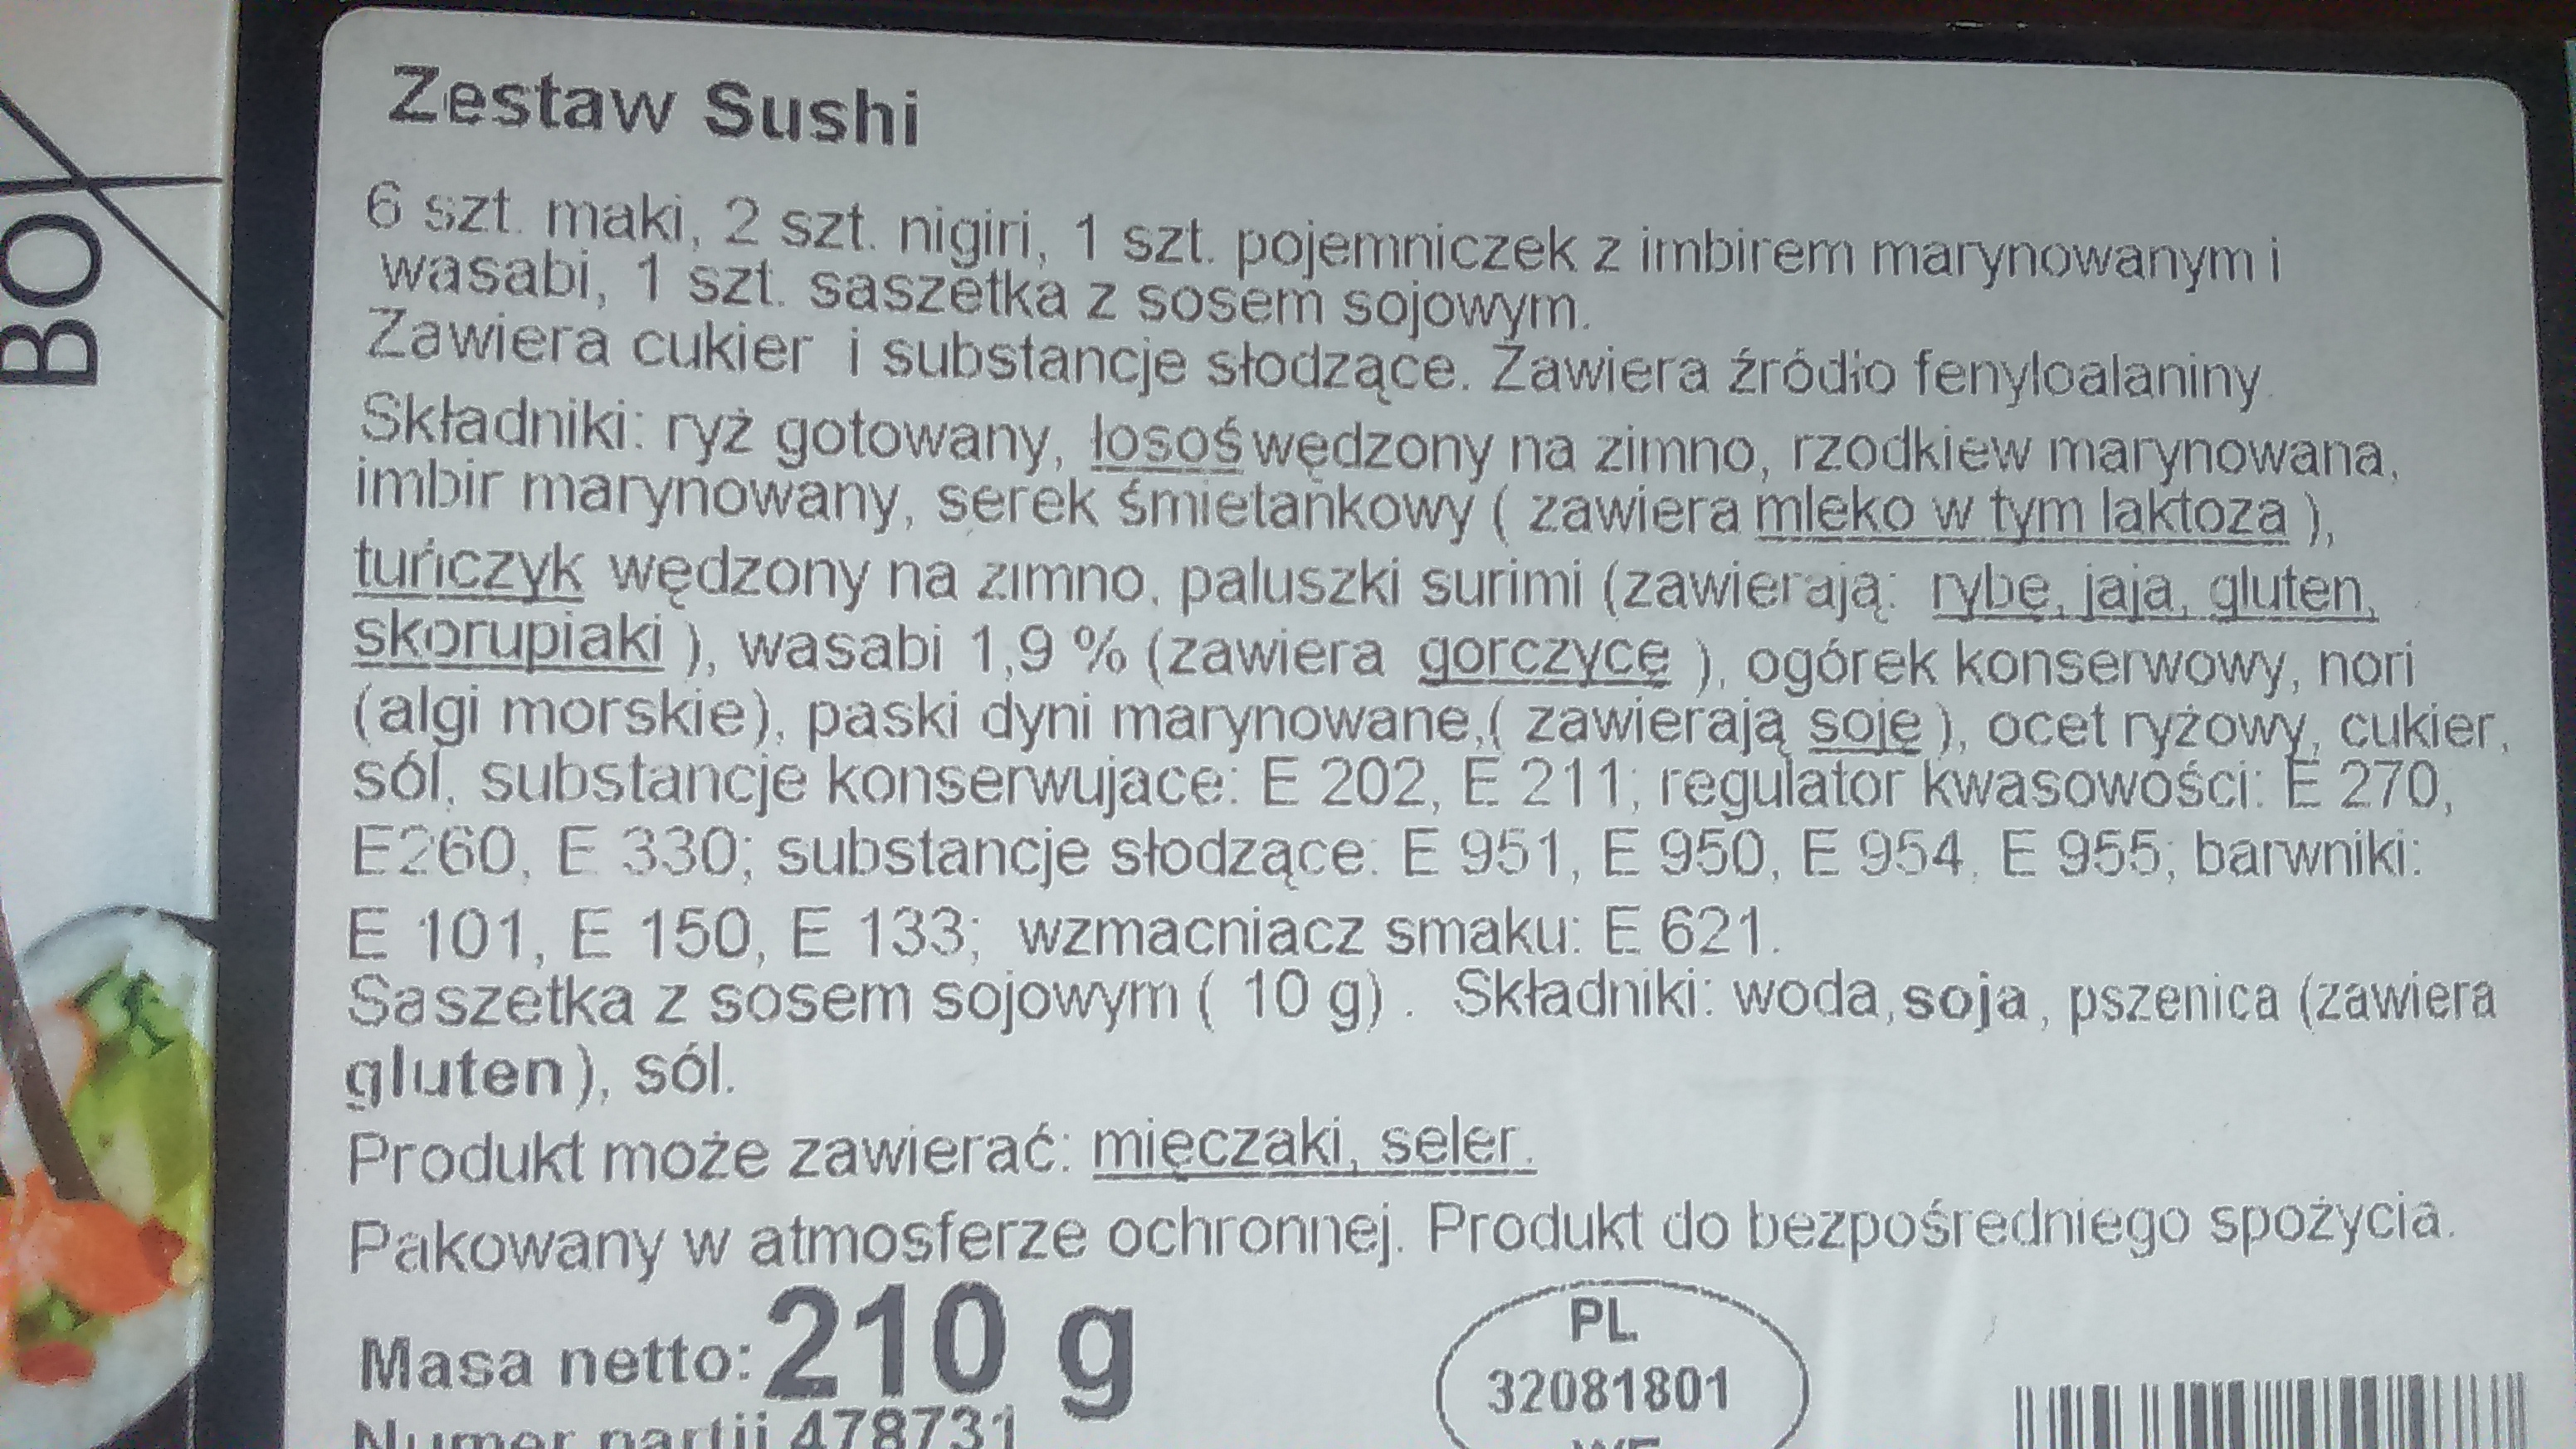 BO
Zestaw Sushi
6 szt. maki, 2 szt. nigiri, 1 szt. pojemniczek z imbirem marynowanym i
wasabi, 1 szt. saszetka z sosem sojowym.
Zawiera cukier i substancje słodzące. Zawiera źródło fenyloalaniny
Składniki: ryż gotowany, łosoś wędzony na zimno, rzodkiew marynowana,
imbir marynowany, serek śmietankowy ( zawiera mleko w tym laktoza ),
tuńczyk wędzony na zimno, paluszki surimi (zawierają: rybę, jaja, gluten,
skorupiaki ), wasabi 1,9 % (zawiera gorczycę ), ogórek konserwowy, nori
(algi morskie), paski dyni marynowane,( zawierają soję ), ocet ryżowy, cukier,
sól, substancje konserwujace: E 202, E 211; regulator kwasowości: E 270,
E260, E 330; substancje słodzące: E 951, E 950, E 954, E 955; barwniki:
E 101, E 150, E 133; wzmacniacz smaku: E 621.
Saszetka z sosem sojowym ( 10 g) . Składniki: woda, soja, pszenica (zawiera
gluten), sól.
Produkt może zawierać: mięczaki, seler.
Pakowany w atmosferze ochronnej. Produkt do bezpośredniego spożycia.
Masa netto: 210 g
PL
32081801
WE
Numer partii 478731